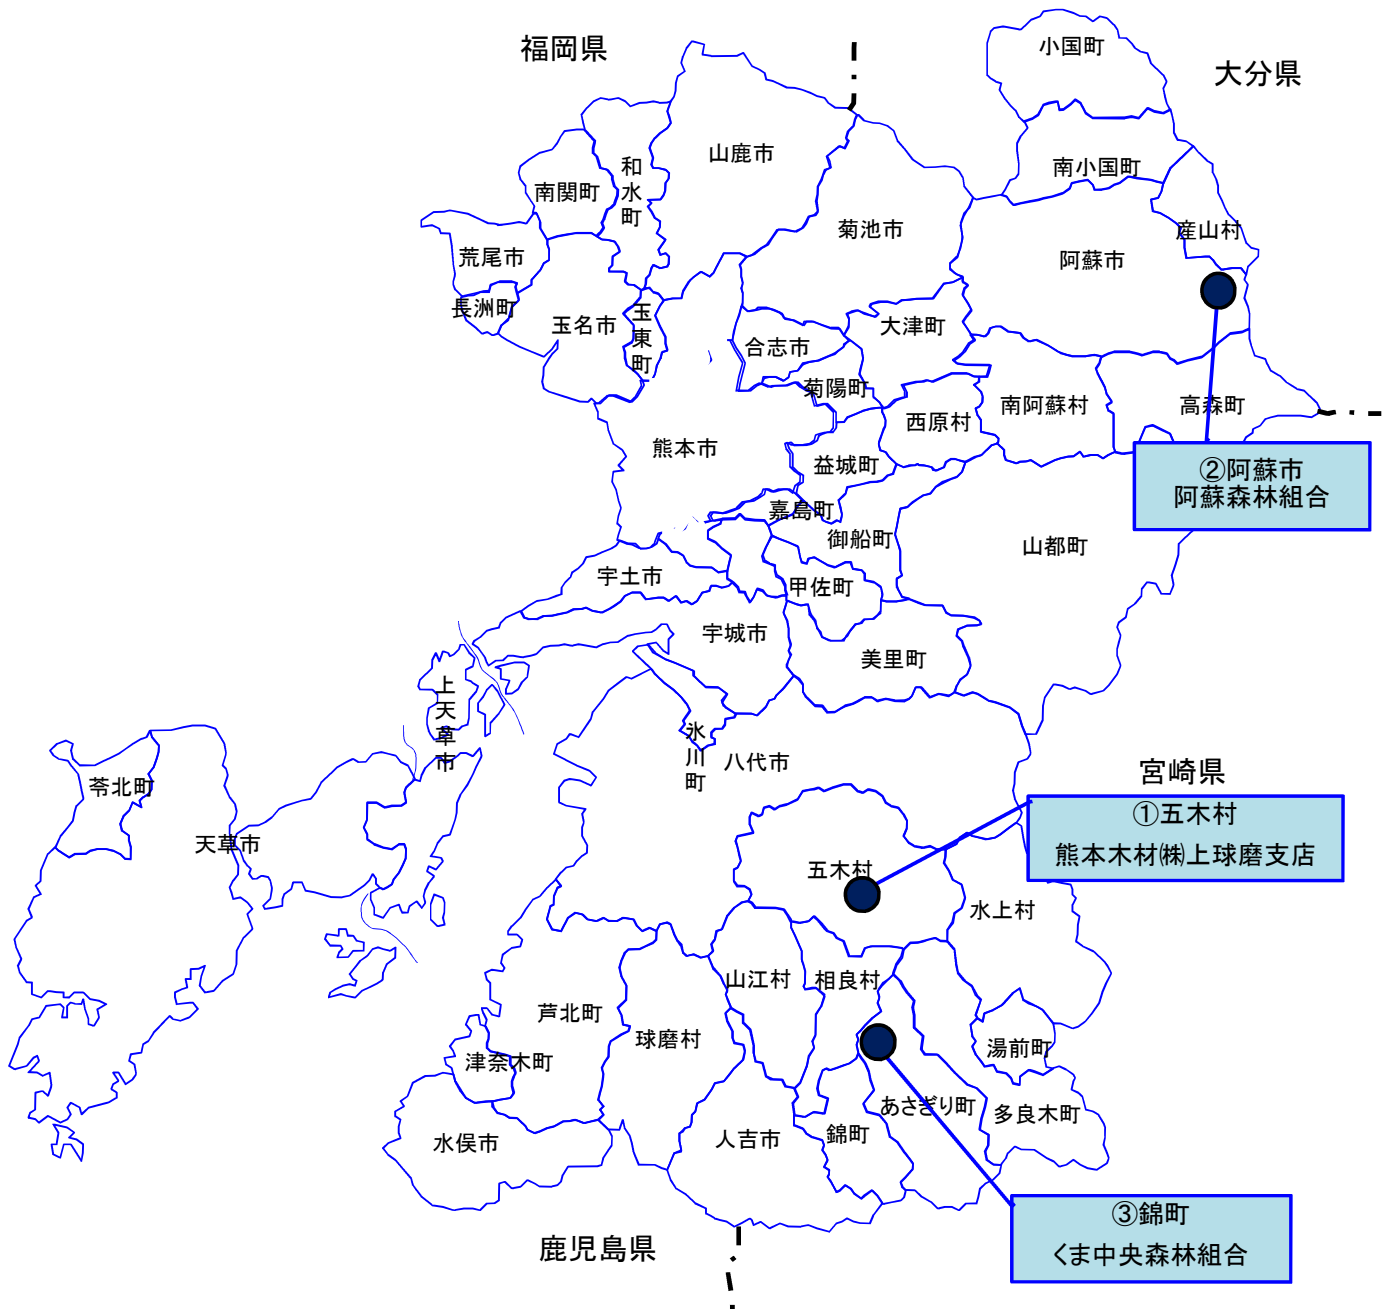 福岡県
大分県
小国町
南小国町
山鹿市
和水町
南関町
産山村
菊池市
荒尾市
阿蘇市
長洲町
玉名市
玉東町
大津町
合志市
菊陽町
西原村
南阿蘇村
高森町
熊本市
益城町
②阿蘇市
阿蘇森林組合
嘉島町
御船町
山都町
宇土市
甲佐町
宇城市
美里町
上天草市
氷川町
八代市
宮崎県
苓北町
①五木村
熊本木材㈱上球磨支店
天草市
五木村
水上村
山江村
相良村
芦北町
球磨村
湯前町
津奈木町
あさぎり町
多良木町
水俣市
人吉市
錦町
③錦町
くま中央森林組合
鹿児島県